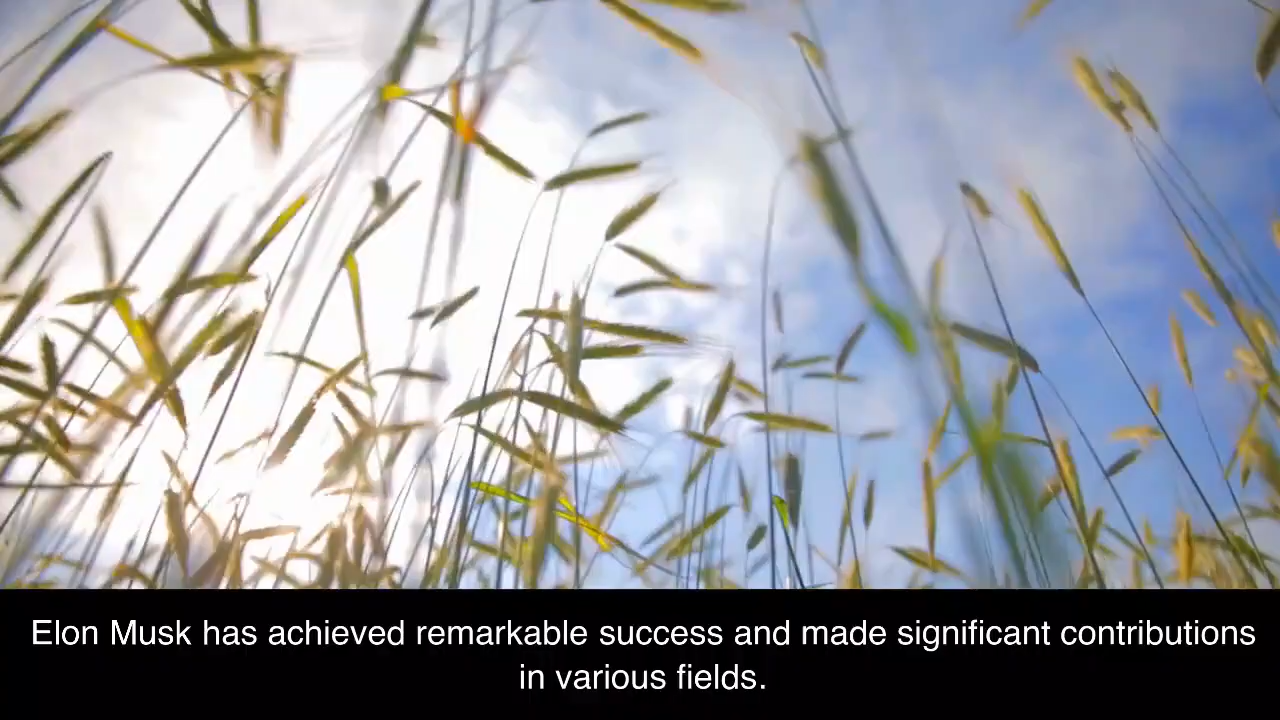 Elon Musk has achieved remarkable success and made significant contributions
in various fields.